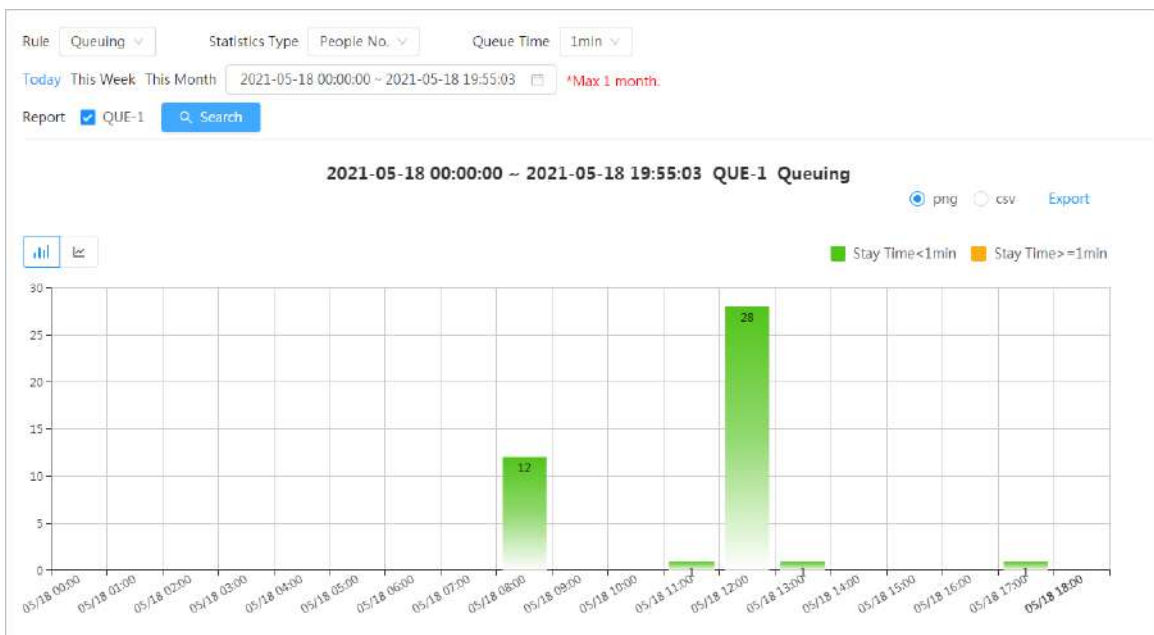 Rule Queuing Statistics Type People No. Queue Time 1min
Today This Week This Month 2021-05-18 00:00:00 ~ 2021-05-18 19:55:03 *Max 1 month.
Report QUE-1 Search
2021-05-18 00:00:00 ~ 2021-05-18 19:55:03 QUE-1 Queuing
png csv Export
Stay Time<1min Stay Time>=1min
30
28
25
20
15
12
10
5
0
1 1 1
05/18 00:00 05/18 01:00 05/18 02:00 05/18 03:00 05/18 04:00 05/18 05:00 05/18 06:00 05/18 07:00 05/18 08:00 05/18 09:00 05/18 10:00 05/18 11:00 05/18 12:00 05/18 13:00 05/18 14:00 05/18 15:00 05/18 16:00 05/18 17:00 05/18 18:00